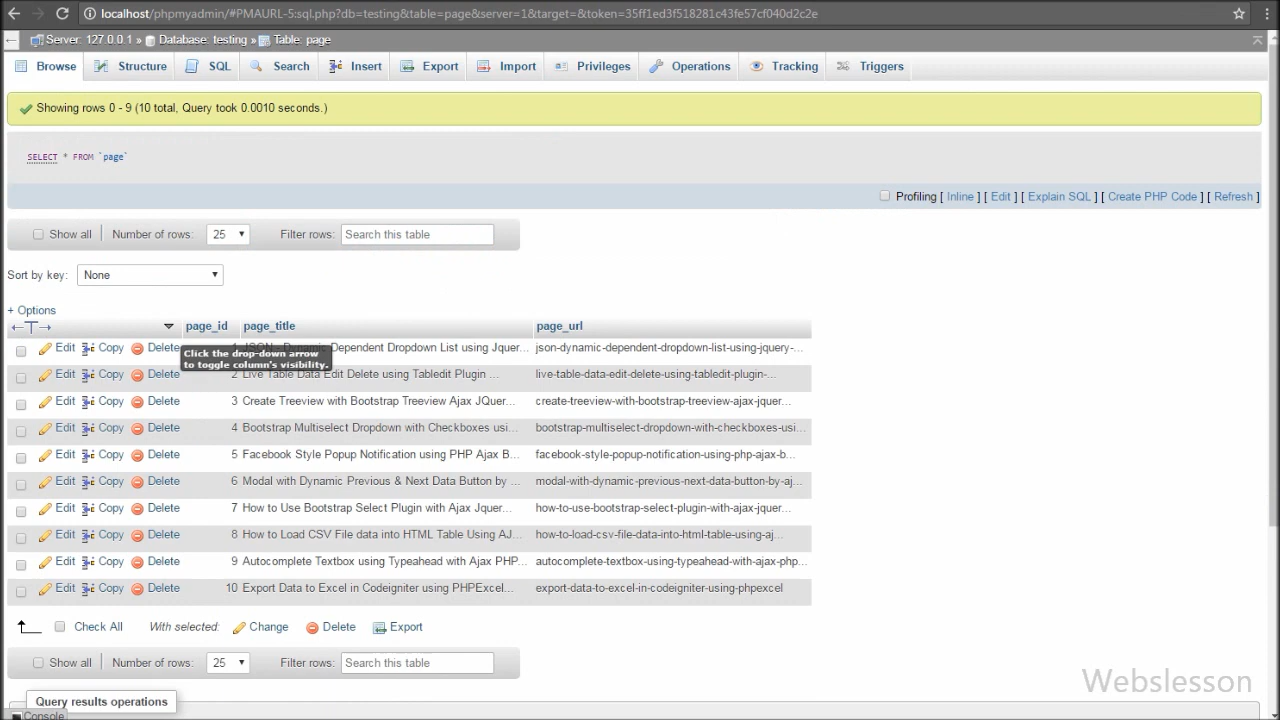 localhost/phpmyadmin/#PMAURL-5:sql.php?db=testing&table=page&server=1&target=&token=35ff1ed3f518281c43fe57cf040d2c2e
Server: 127.0.0.1 » Database: testing » Table: page
Browse Structure SQL Search Insert Export Import Privileges Operations Tracking Triggers
Showing rows 0 - 9 (10 total, Query took 0.0010 seconds.)
SELECT * FROM `page`
Profiling [ Inline ] [ Edit ] [ Explain SQL ] [ Create PHP Code ] [ Refresh ]
Show all | Number of rows: 25 Filter rows: Search this table
Sort by key: None
+ Options
←T→ page_id page_title page_url
Edit Copy Delete 1 JSON - Dynamic Dependent Dropdown List using Jquer... json-dynamic-dependent-dropdown-list-using-jquery-...
Click the drop-down arrow
to toggle column's visibility.
Edit Copy Delete 2 Live Table Data Edit Delete using Tabledit Plugin ... live-table-data-edit-delete-using-tabledit-plugin-...
Edit Copy Delete 3 Create Treeview with Bootstrap Treeview Ajax JQuer... create-treeview-with-bootstrap-treeview-ajax-jquer...
Edit Copy Delete 4 Bootstrap Multiselect Dropdown with Checkboxes usi... bootstrap-multiselect-dropdown-with-checkboxes-usi...
Edit Copy Delete 5 Facebook Style Popup Notification using PHP Ajax B... facebook-style-popup-notification-using-php-ajax-b...
Edit Copy Delete 6 Modal with Dynamic Previous & Next Data Button by ... modal-with-dynamic-previous-next-data-button-by-aj...
Edit Copy Delete 7 How to Use Bootstrap Select Plugin with Ajax Jquer... how-to-use-bootstrap-select-plugin-with-ajax-jquer...
Edit Copy Delete 8 How to Load CSV File data into HTML Table Using AJ... how-to-load-csv-file-data-into-html-table-using-aj...
Edit Copy Delete 9 Autocomplete Textbox using Typeahead with Ajax PHP... autocomplete-textbox-using-typeahead-with-ajax-php...
Edit Copy Delete 10 Export Data to Excel in Codeigniter using PHPExcel... export-data-to-excel-in-codeigniter-using-phpexcel
Check All With selected: Change Delete Export
Show all | Number of rows: 25 Filter rows: Search this table
Webslesson
Query results operations
Console